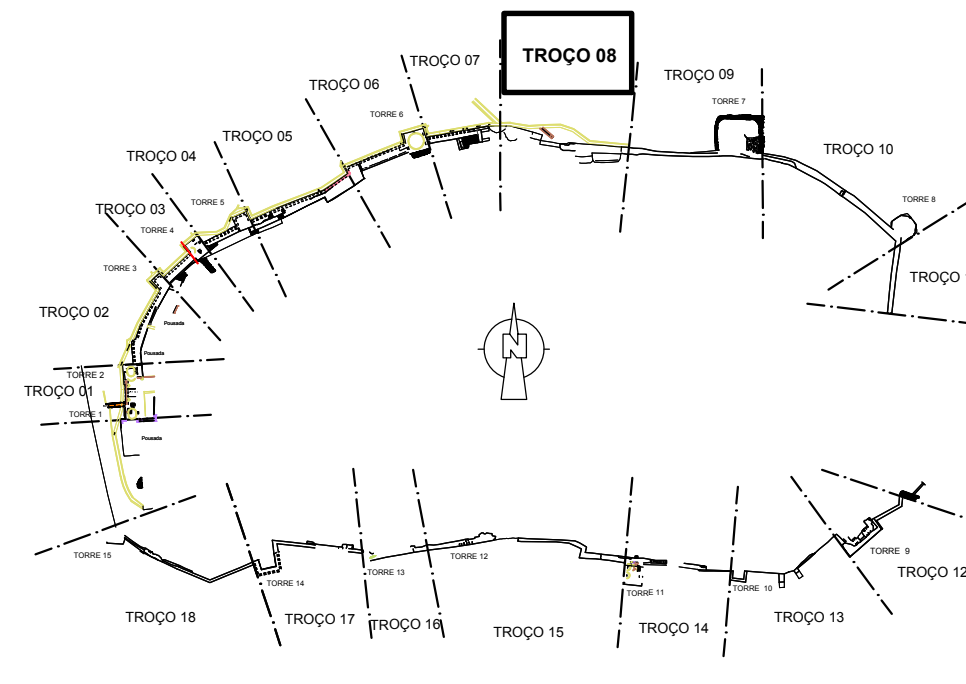 TROÇO 08
TROÇO 07
TROÇO 09
TROÇO 06
TORRE 7
TORRE 6
TROÇO 05
TROÇO 10
TROÇO 04
TORRE 5
TORRE 8
TROÇO 03
TORRE 4
TORRE 3
TROÇO 1
TROÇO 02
Pousada
Pousada
TORRE 2
N
TROÇO 01
TORRE 1
Pousada
TORRE 15
TORRE 12
TORRE 9
TORRE 13
TROÇO 12
TORRE 14
TORRE 10
TORRE 11
TROÇO 18
TROÇO 17
TROÇO 16
TROÇO 15
TROÇO 14
TROÇO 13